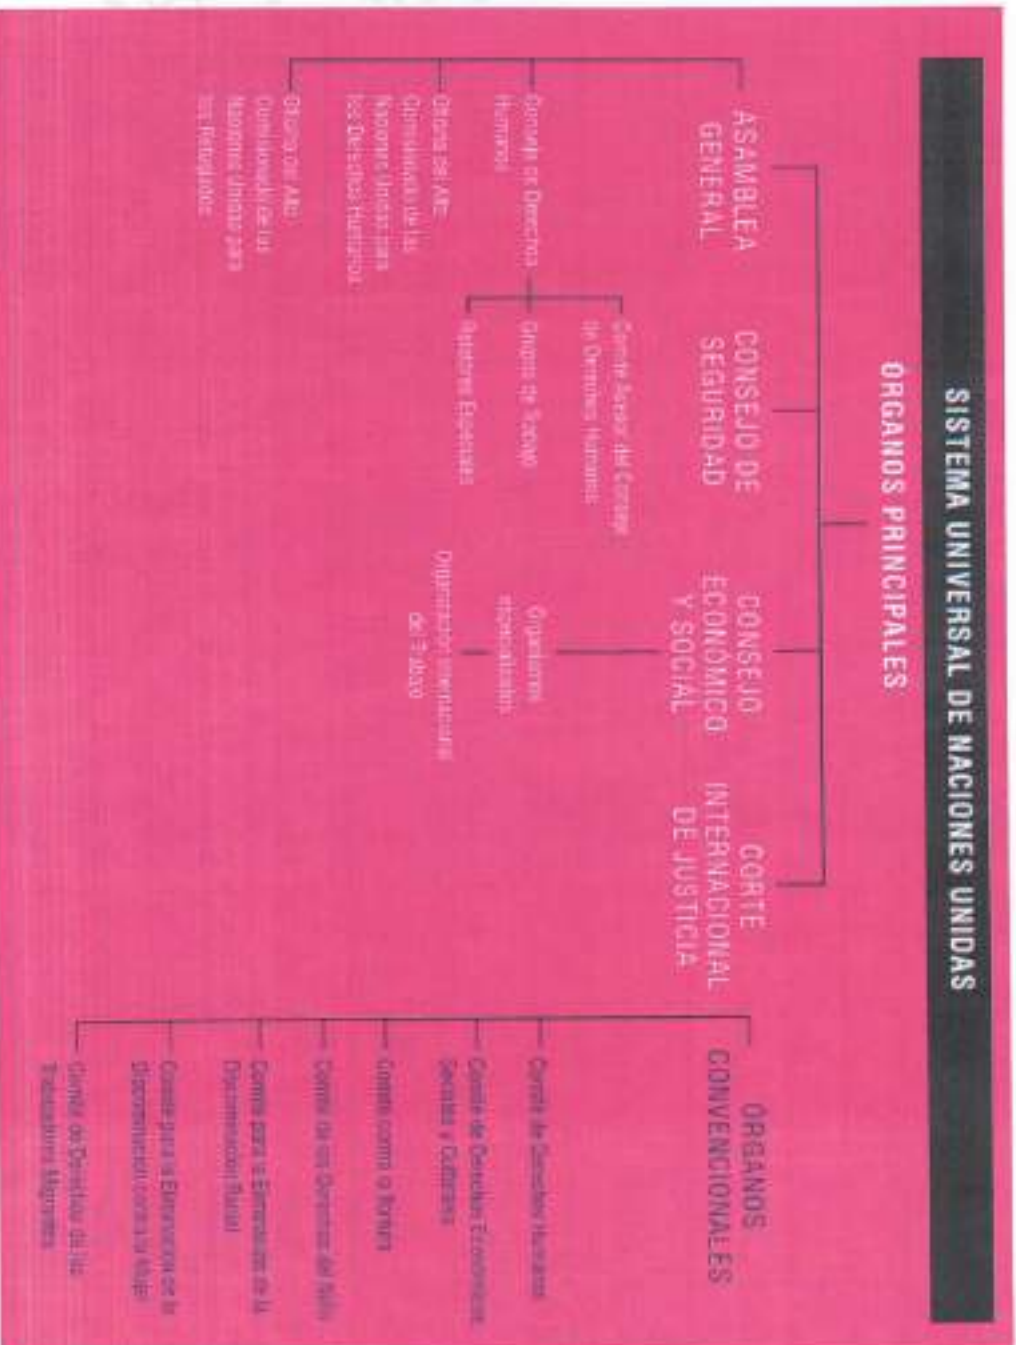 SISTEMA UNIVERSAL DE NACIONES UNIDAS
ÓRGANOS PRINCIPALES
ASAMBLEA
GENERAL
Consejo de Derechos
Humanos
Oficina del Alto
Comisionado de las
Naciones Unidas para
los Derechos Humanos
Oficina del Alto
Comisionado de las
Naciones Unidas para
los Refugiados
Comité Asesor del Consejo
de Derechos Humanos
Grupos de Trabajo
Relatores Especiales
CONSEJO DE
SEGURIDAD
CONSEJO
ECONÓMICO
Y SOCIAL
Organismos
especializados
Organización Internacional
del Trabajo
CORTE
INTERNACIONAL
DE JUSTICIA
ÓRGANOS
CONVENCIONALES
Comité de Derechos Humanos
Comité de Derechos Económicos,
Sociales y Culturales
Comité contra la Tortura
Comité de los Derechos del Niño
Comité para la Eliminación de la
Discriminación Racial
Comité para la Eliminación de la
Discriminación contra la Mujer
Comité de Derechos de los
Trabajadores Migrantes